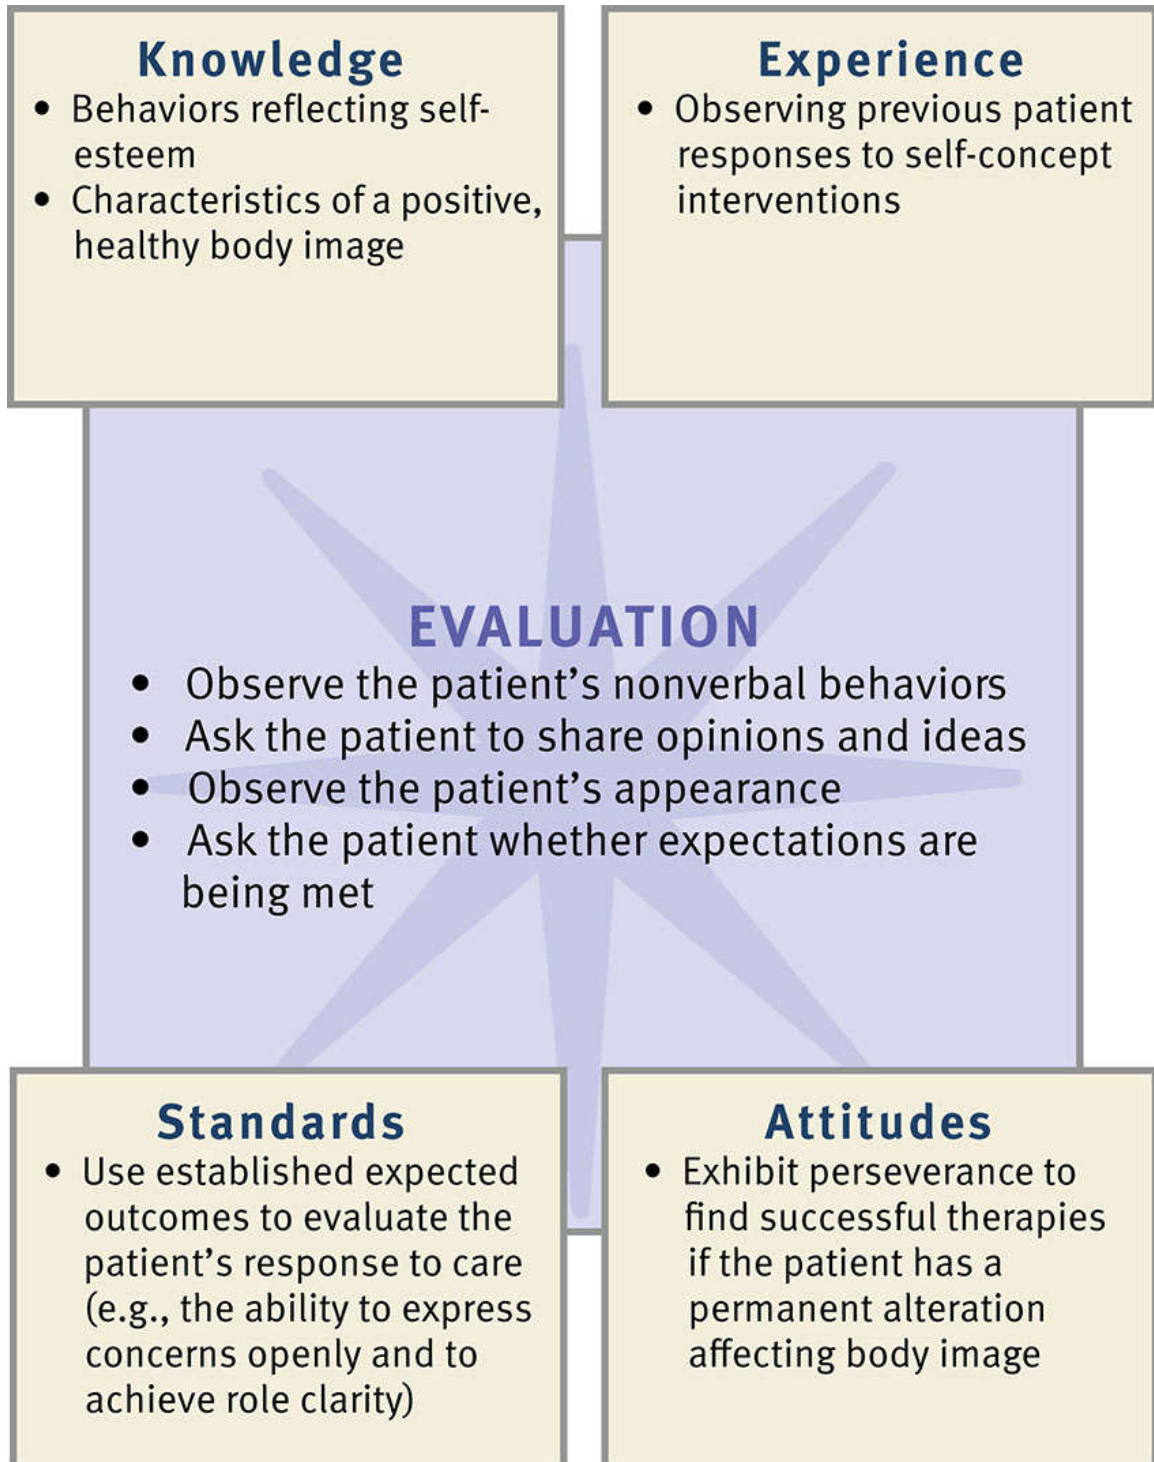 Knowledge
• Behaviors reflecting self-
esteem
• Characteristics of a positive,
healthy body image
Experience
• Observing previous patient
responses to self-concept
interventions
EVALUATION
• Observe the patient’s nonverbal behaviors
• Ask the patient to share opinions and ideas
• Observe the patient’s appearance
• Ask the patient whether expectations are
being met
Standards
• Use established expected
outcomes to evaluate the
patient’s response to care
(e.g., the ability to express
concerns openly and to
achieve role clarity)
Attitudes
• Exhibit perseverance to
find successful therapies
if the patient has a
permanent alteration
affecting body image